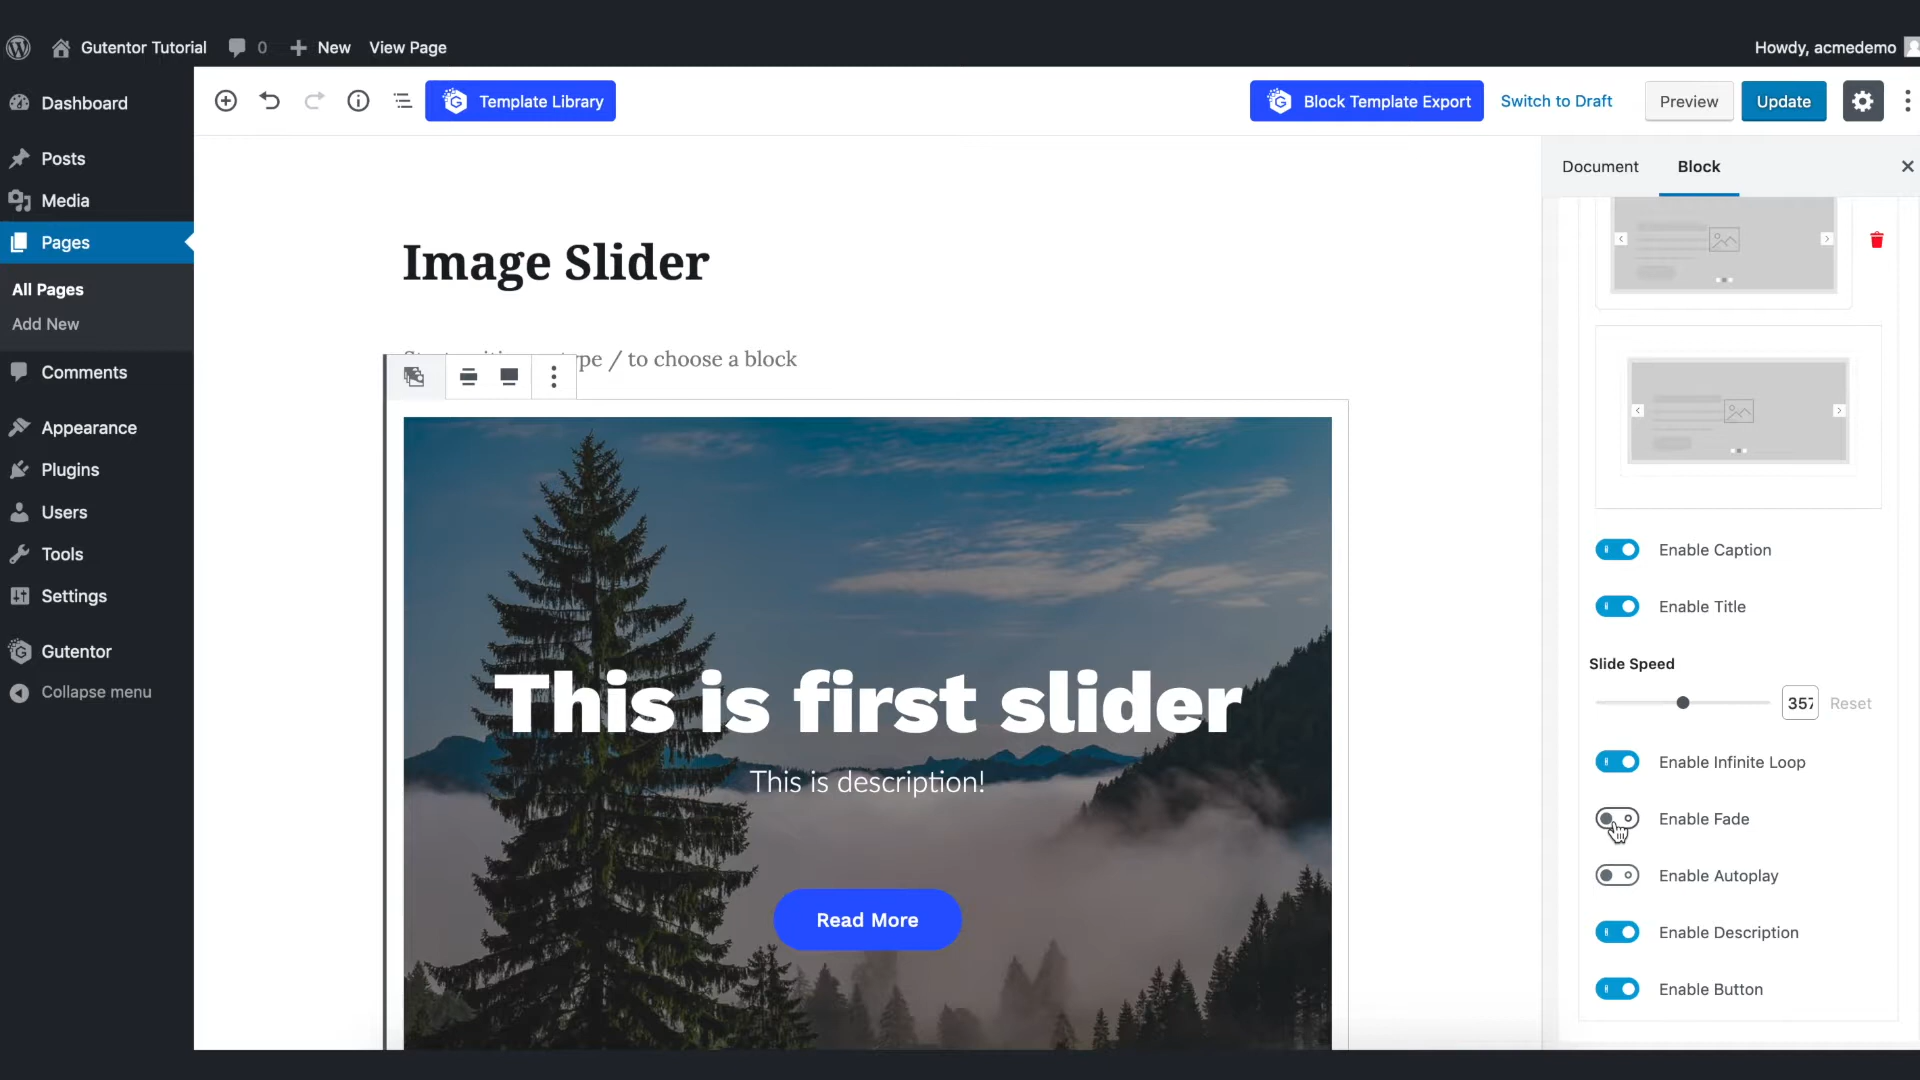 Gutentor Tutorial
0
New
View Page
Howdy, acmedemo
Dashboard
Posts
Media
Pages
All Pages
Add New
Comments
Appearance
Plugins
Users
Tools
Settings
Gutentor
Collapse menu
Template Library
Block Template Export
Switch to Draft
Preview
Update
Image Slider
/ to choose a block
This is first slider
This is description!
Read More
Document
Block
Enable Caption
Enable Title
Slide Speed
357
Reset
Enable Infinite Loop
Enable Fade
Enable Autoplay
Enable Description
Enable Button